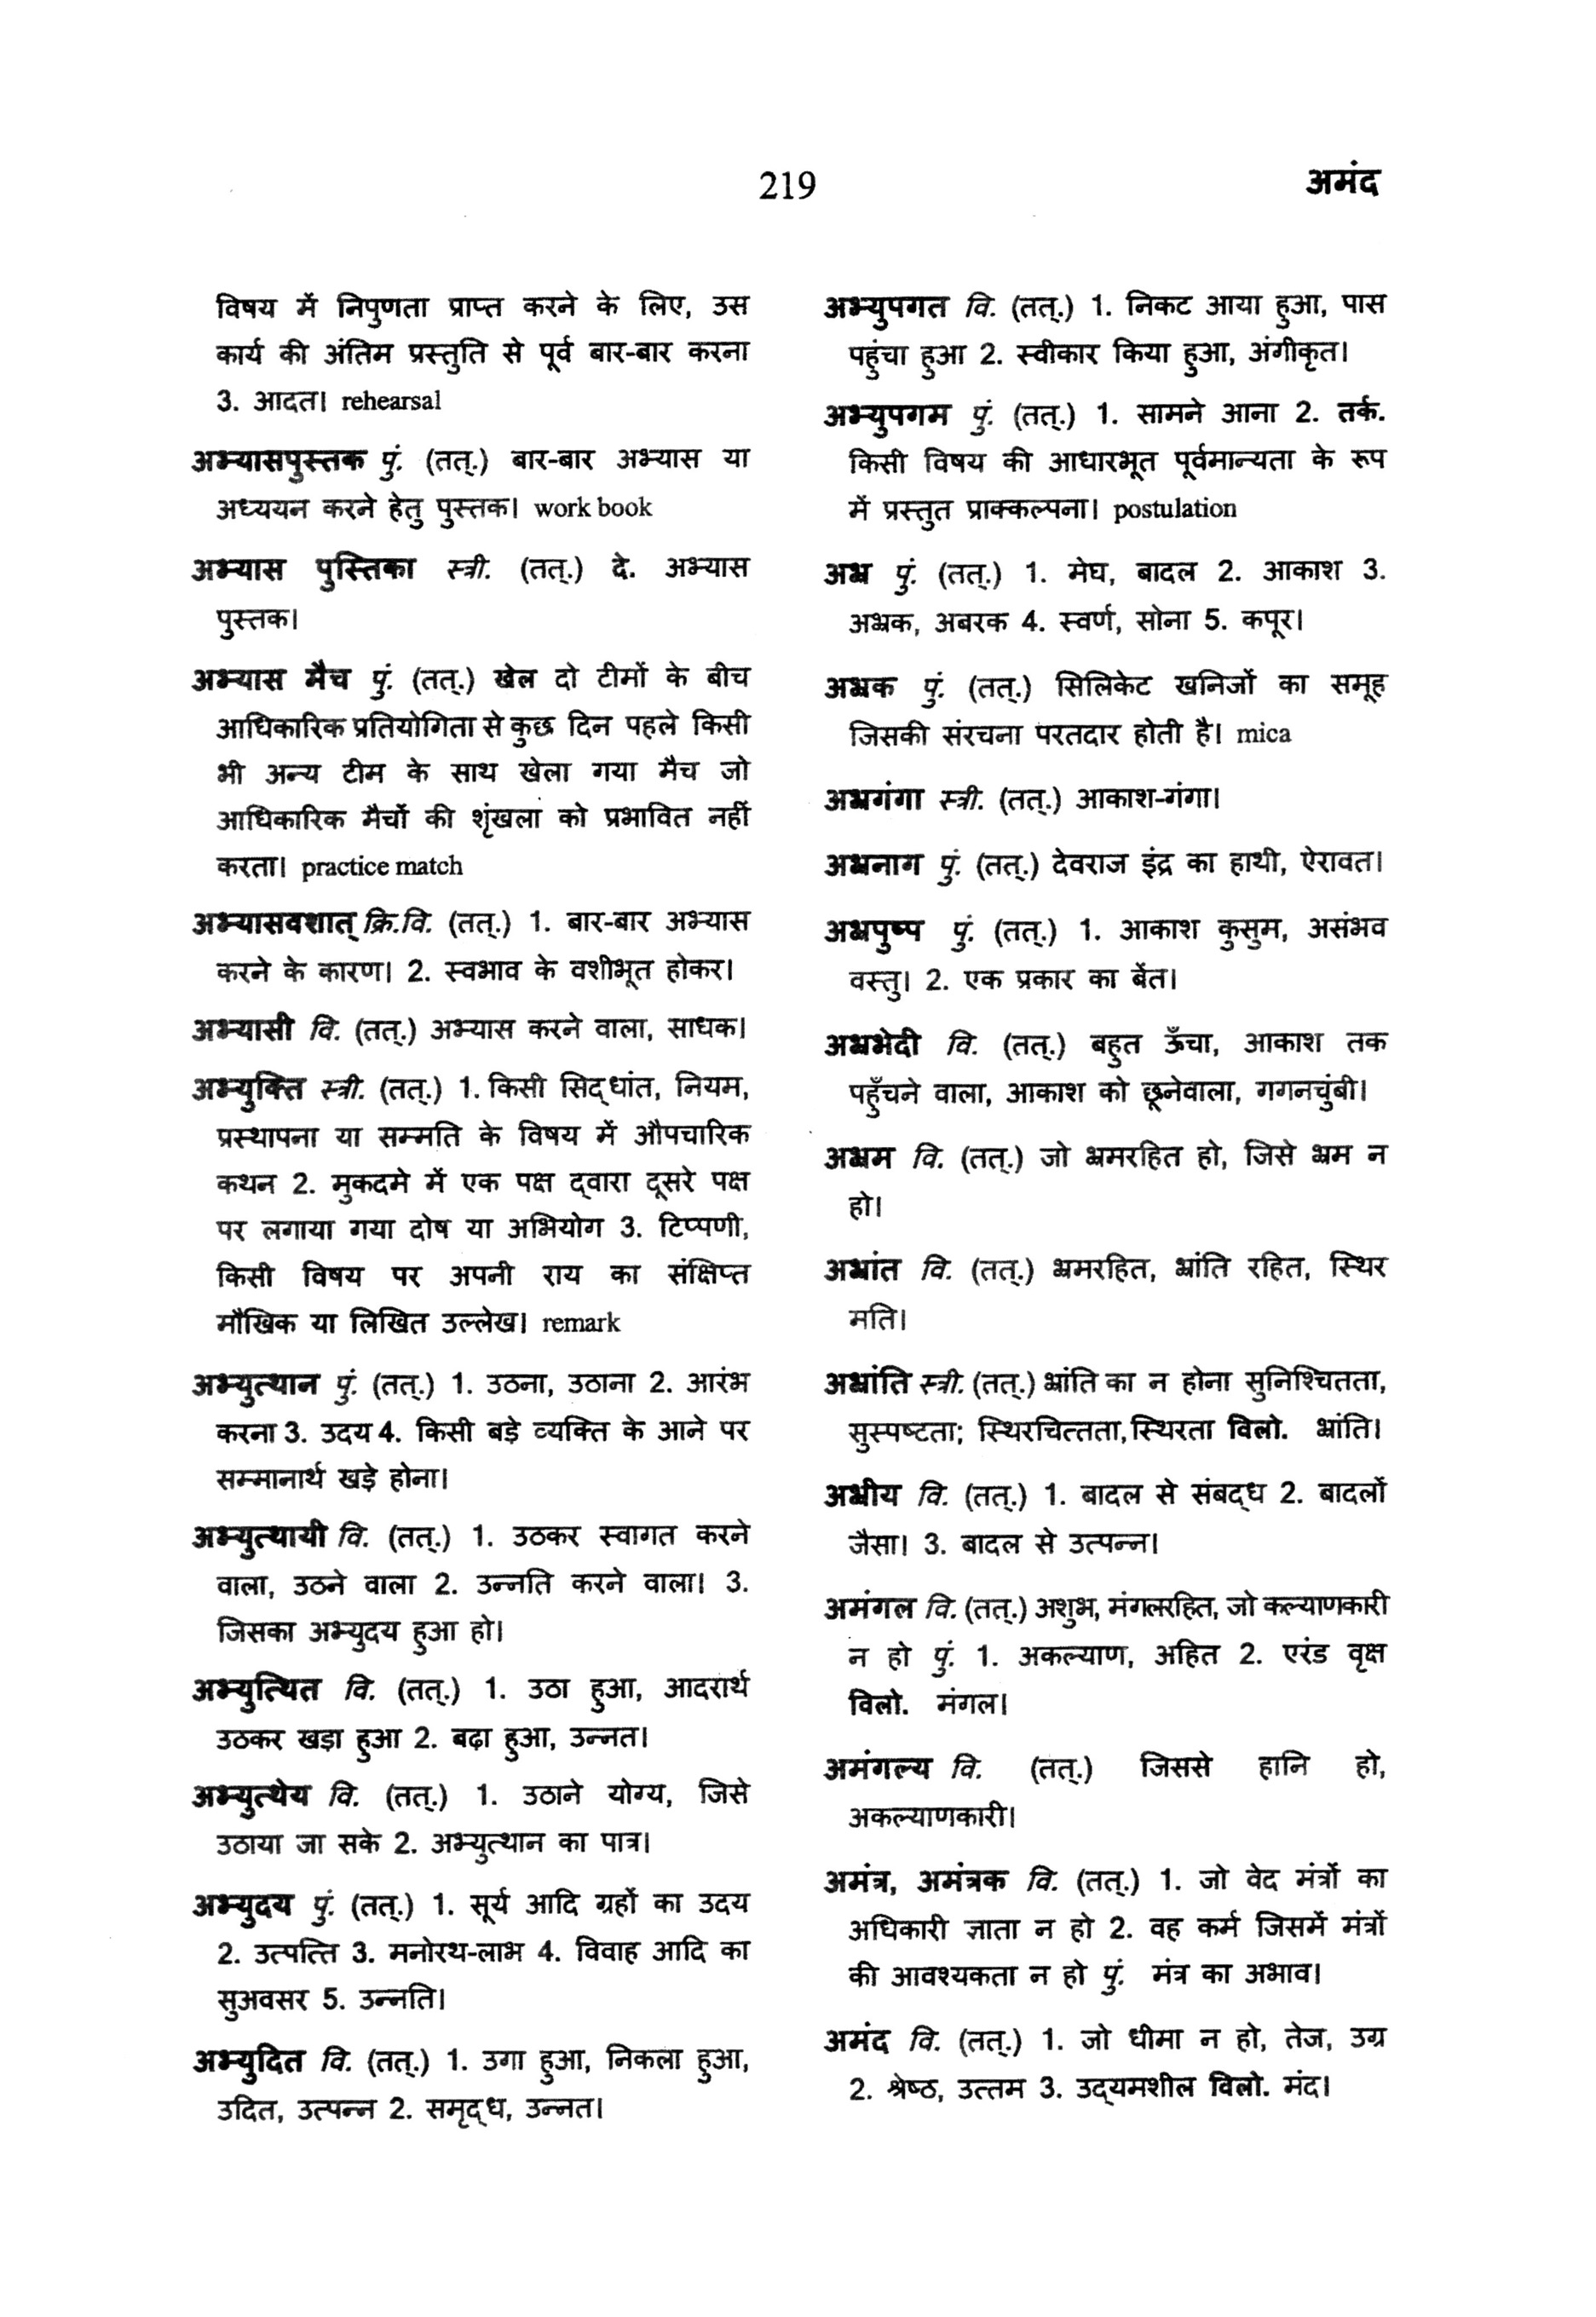 219
अमंद
विषय में निपुणता प्राप्त करने के लिए, उस
कार्य की अंतिम प्रस्तुति से पूर्व बार-बार करना
3. आदत। rehearsal
अभ्यासपुस्तक पुं. (तत्.) बार-बार अभ्यास या
अध्ययन करने हेतु पुस्तक। work book
अभ्यास पुस्तिका स्त्री. (तत्.) दे. अभ्यास
पुस्तक।
अभ्यास मैच पुं. (तत्.) खेल दो टीमों के बीच
आधिकारिक प्रतियोगिता से कुछ दिन पहले किसी
भी अन्य टीम के साथ खेला गया मैच जो
आधिकारिक मैचों की शृंखला को प्रभावित नहीं
करता। practice match
अभ्यासवशात् क्रि.वि. (तत्.) 1. बार-बार अभ्यास
करने के कारण। 2. स्वभाव के वशीभूत होकर।
अभ्यासी वि. (तत्.) अभ्यास करने वाला, साधक।
अभ्युक्ति स्त्री. (तत्.) 1. किसी सिद्धांत, नियम,
प्रस्थापना या सम्मति के विषय में औपचारिक
कथन 2. मुकदमे में एक पक्ष द्वारा दूसरे पक्ष
पर लगाया गया दोष या अभियोग 3. टिप्पणी,
किसी विषय पर अपनी राय का संक्षिप्त
मौखिक या लिखित उल्लेख। remark
अभ्युत्थान पुं. (तत्.) 1. उठना, उठाना 2. आरंभ
करना 3. उदय 4. किसी बड़े व्यक्ति के आने पर
सम्मानार्थ खड़े होना।
अभ्युत्थायी वि. (तत्.) 1. उठकर स्वागत करने
वाला, उठने वाला 2. उन्नति करने वाला। 3.
जिसका अभ्युदय हुआ हो।
अभ्युत्थित वि. (तत्.) 1. उठा हुआ, आदरार्थ
उठकर खड़ा हुआ 2. बढ़ा हुआ, उन्नत।
अभ्युत्थेय वि. (तत्.) 1. उठाने योग्य, जिसे
उठाया जा सके 2. अभ्युत्थान का पात्र।
अभ्युदय पुं. (तत्.) 1. सूर्य आदि ग्रहों का उदय
2. उत्पत्ति 3. मनोरथ-लाभ 4. विवाह आदि का
सुअवसर 5. उन्नति।
अभ्युदित वि. (तत्.) 1. उगा हुआ, निकला हुआ,
उदित, उत्पन्न 2. समृद्ध, उन्नत।
अभ्युपगत वि. (तत्.) 1. निकट आया हुआ, पास
पहुंचा हुआ 2. स्वीकार किया हुआ, अंगीकृत।
अभ्युपगम पुं. (तत्.) 1. सामने आना 2. तर्क.
किसी विषय की आधारभूत पूर्वमान्यता के रूप
में प्रस्तुत प्राक्कल्पना। postulation
अभ्र पुं. (तत्.) 1. मेघ, बादल 2. आकाश 3.
अभ्रक, अबरक 4. स्वर्ण, सोना 5. कपूर।
अभ्रक पुं. (तत्.) सिलिकेट खनिजों का समूह
जिसकी संरचना परतदार होती है। mica
अभ्रगंगा स्त्री. (तत्.) आकाश-गंगा।
अभ्रनाग पुं. (तत्.) देवराज इंद्र का हाथी, ऐरावत।
अभ्रपुष्प पुं. (तत्.) 1. आकाश कुसुम, असंभव
वस्तु। 2. एक प्रकार का बेंत।
अभ्रभेदी वि. (तत्.) बहुत ऊँचा, आकाश तक
पहुँचने वाला, आकाश को छूनेवाला, गगनचुंबी।
अभ्रम वि. (तत्.) जो भ्रमरहित हो, जिसे भ्रम न
हो।
अभ्रांत वि. (तत्.) भ्रमरहित, भ्रांति रहित, स्थिर
मति।
अभ्रांति स्त्री. (तत्.) भ्रांति का न होना सुनिश्चितता,
सुस्पष्टता; स्थिरचित्तता, स्थिरता विलो. भ्रांति।
अभ्रीय वि. (तत्.) 1. बादल से संबद्ध 2. बादलों
जैसा। 3. बादल से उत्पन्न।
अमंगल वि. (तत्.) अशुभ, मंगलरहित, जो कल्याणकारी
न हो पुं. 1. अकल्याण, अहित 2. एरंड वृक्ष
विलो. मंगल।
अमंगल्य वि. (तत्.) जिससे हानि हो,
अकल्याणकारी।
अमंत्र, अमंत्रक वि. (तत्.) 1. जो वेद मंत्रों का
अधिकारी ज्ञाता न हो 2. वह कर्म जिसमें मंत्रों
की आवश्यकता न हो पुं. मंत्र का अभाव।
अमंद वि. (तत्.) 1. जो धीमा न हो, तेज, उग्र
2. श्रेष्ठ, उत्तम 3. उद्यमशील विलो. मंद।